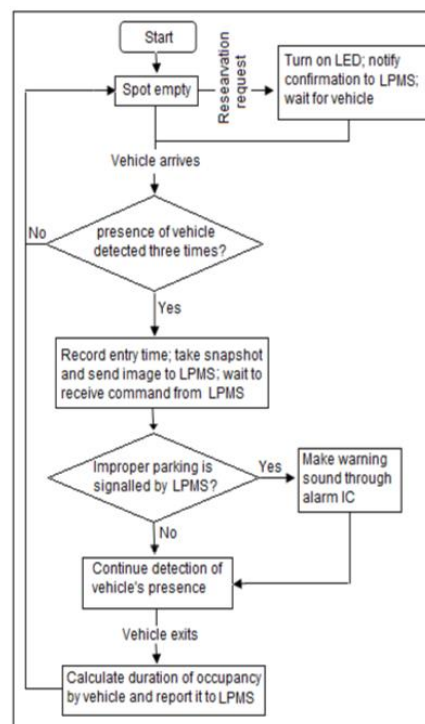 Start
Spot empty
Researvation
request
Turn on LED; notify
confirmation to LPMS;
wait for vehicle
Vehicle arrives
No
presence of vehicle
detected three times?
Yes
Record entry time; take snapshot
and send image to LPMS; wait to
receive command from LPMS
Improper parking is
signalled by LPMS?
Yes
Make warning
sound through
alarm IC
No
Continue detection of
vehicle's presence
Vehicle exits
Calculate duration of occupancy
by vehicle and report it to LPMS